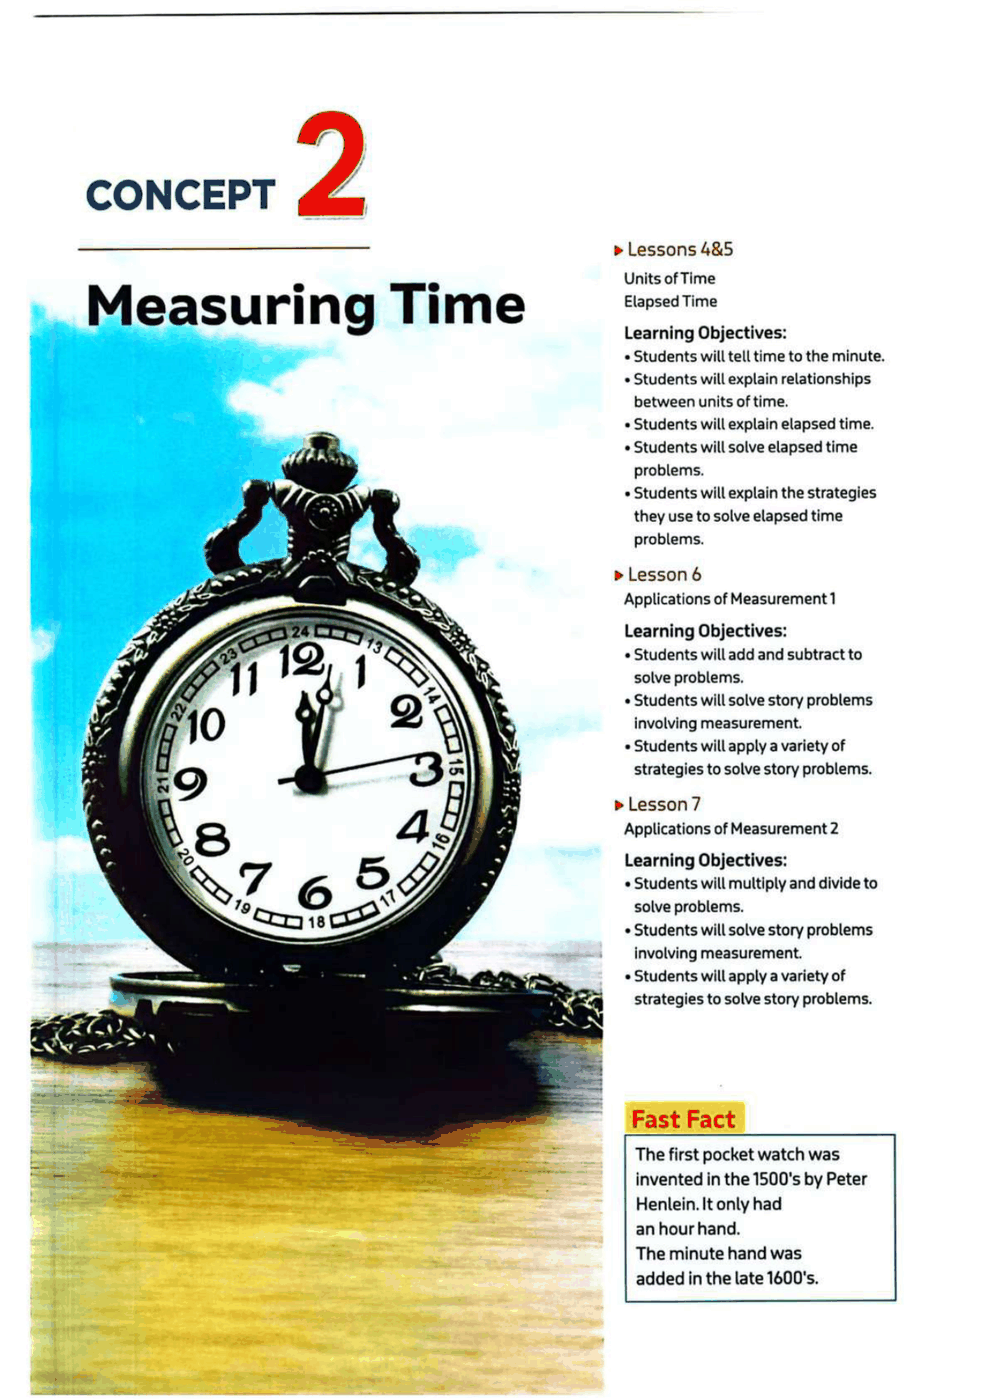 CONCEPT 2
Measuring Time
Lessons 4&5
Units of Time
Elapsed Time
Learning Objectives:
• Students will tell time to the minute.
• Students will explain relationships
between units of time.
• Students will explain elapsed time.
• Students will solve elapsed time
problems.
• Students will explain the strategies
they use to solve elapsed time
problems.
Lesson 6
Applications of Measurement 1
Learning Objectives:
• Students will add and subtract to
solve problems.
• Students will solve story problems
involving measurement.
• Students will apply a variety of
strategies to solve story problems.
Lesson 7
Applications of Measurement 2
Learning Objectives:
• Students will multiply and divide to
solve problems.
• Students will solve story problems
involving measurement.
• Students will apply a variety of
strategies to solve story problems.
Fast Fact
The first pocket watch was
invented in the 1500's by Peter
Henlein. It only had
an hour hand.
The minute hand was
added in the late 1600's.
12
1
2
3
4
5
6
7
8
9
10
11
24
13
14
15
16
17
18
19
20
21
22
23